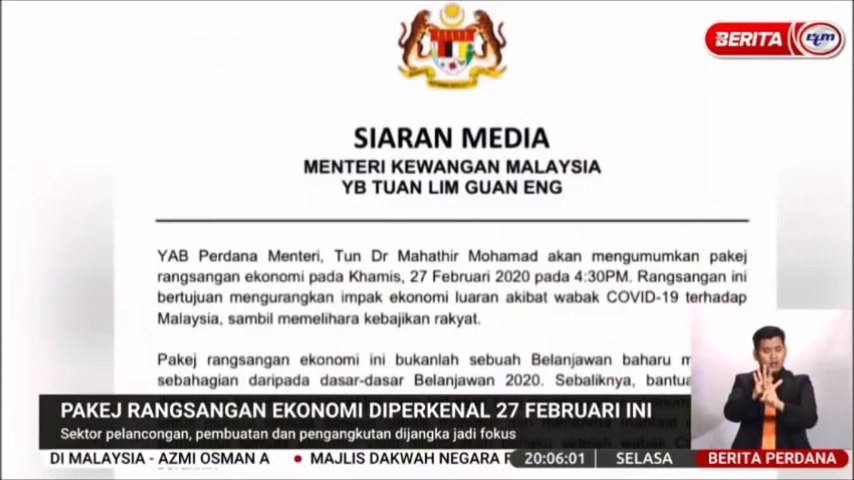 BERITA rtm
SIARAN MEDIA
MENTERI KEWANGAN MALAYSIA
YB TUAN LIM GUAN ENG
YAB Perdana Menteri, Tun Dr Mahathir Mohamad akan mengumumkan pakej
rangsangan ekonomi pada Khamis, 27 Februari 2020 pada 4:30PM. Rangsangan ini
bertujuan mengurangkan impak ekonomi luaran akibat wabak COVID-19 terhadap
Malaysia, sambil memelihara kebajikan rakyat.
Pakej rangsangan ekonomi ini bukanlah sebuah Belanjawan baharu m
sebahagian daripada dasar-dasar Belanjawan 2020. Sebaliknya, bantua
PAKEJ RANGSANGAN EKONOMI DIPERKENAL 27 FEBRUARI INI
Sektor pelancongan, pembuatan dan pengangkutan dijangka jadi fokus
DI MALAYSIA - AZMI OSMAN A • MAJLIS DAKWAH NEGARA 20:06:01 SELASA BERITA PERDANA